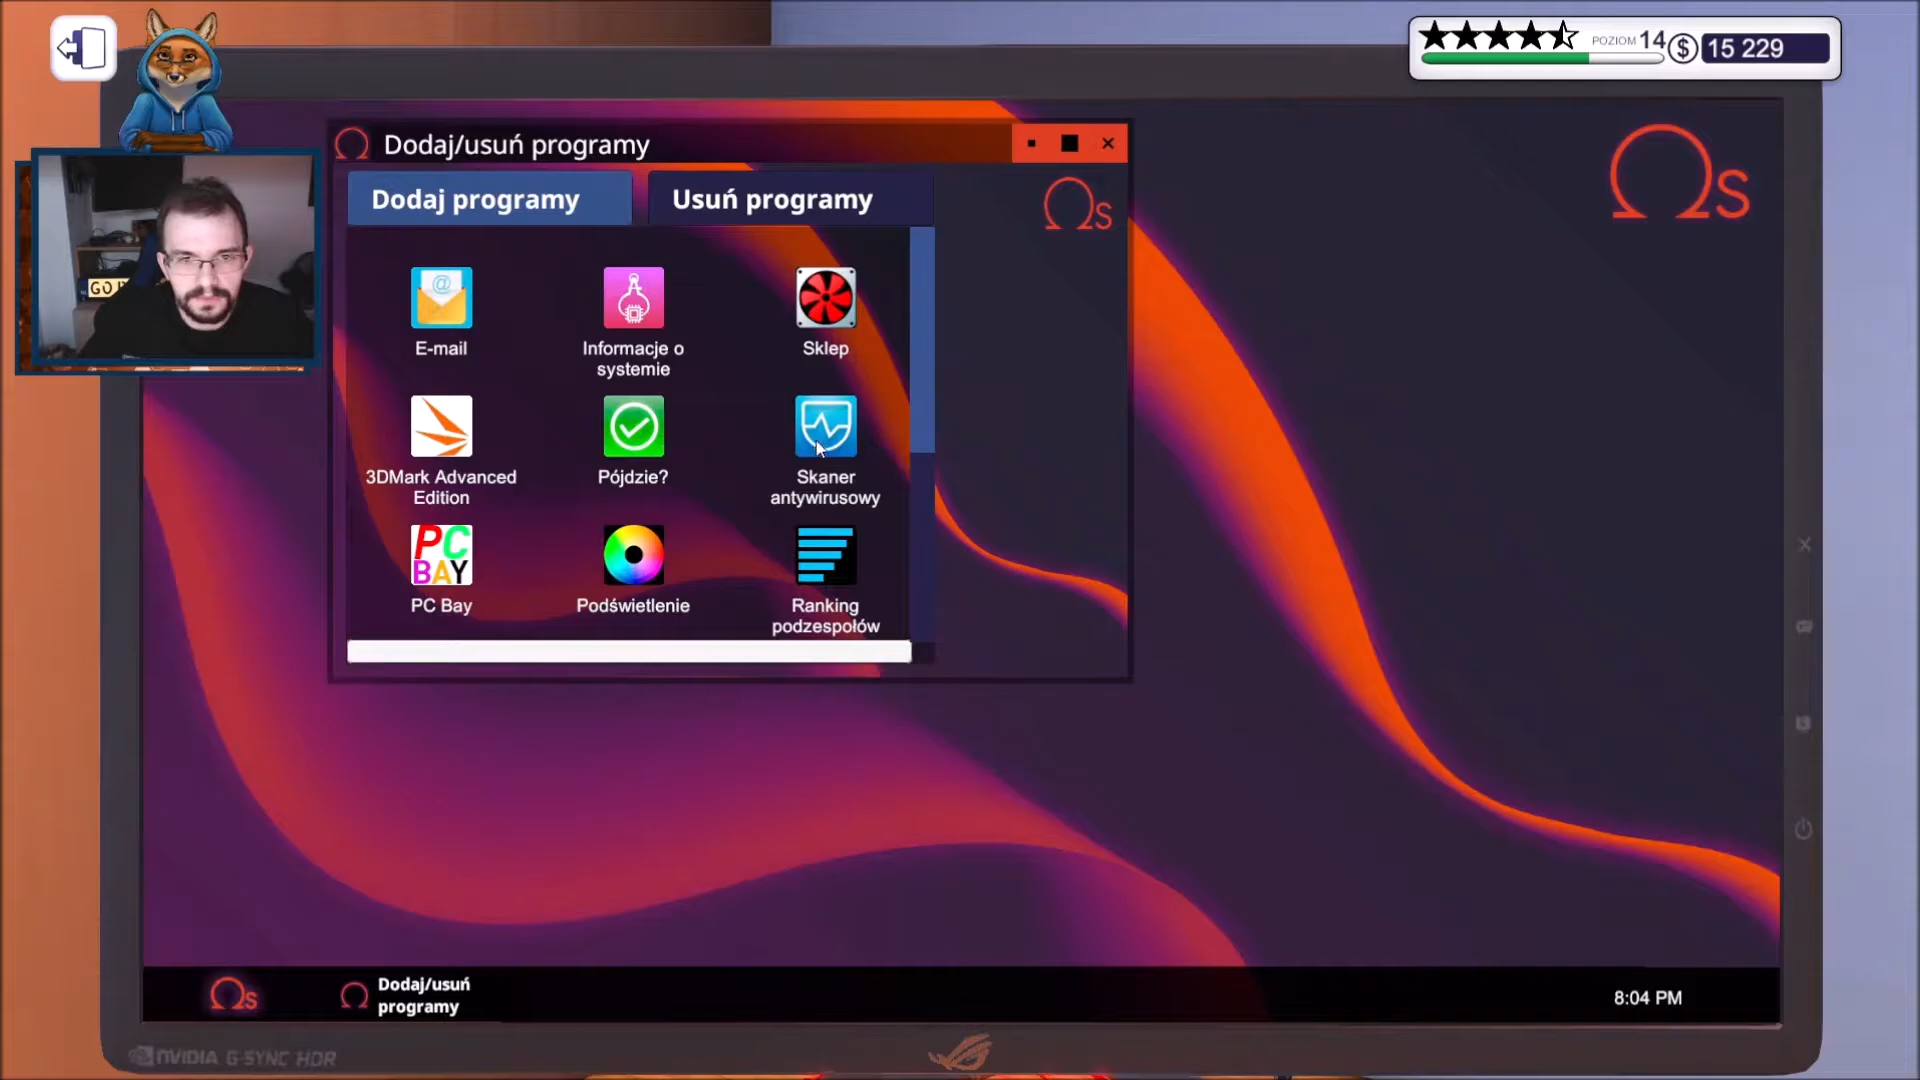 POZIOM 14
15 229
GO
Dodaj/usuń programy
Dodaj programy
Usuń programy
Ωs
Ωs
E-mail
Informacje o
systemie
Sklep
3DMark Advanced
Edition
Pójdzie?
Skaner
antywirusowy
PC
BAY
PC Bay
Podświetlenie
Ranking
podzespołów
Ωs
Dodaj/usuń
programy
8:04 PM
NVIDIA G-SYNC HDR